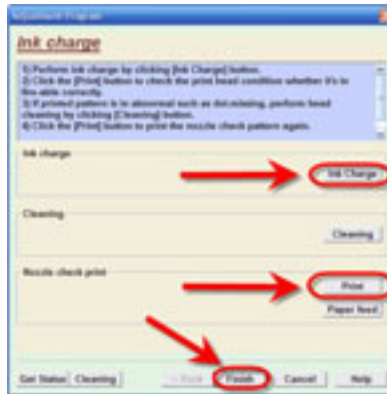 Adjustment Program
Ink charge
1) Perform ink charge by clicking [Ink Charge] button.
2) Click the [Print] button to check the print head condition whether it's in
fire-able correctly.
3) If printed pattern is in abnormal such as dot-missing, perform head
cleaning by clicking [Cleaning] button.
4) Click the [Print] button to print the nozzle check pattern again.
Ink charge
Ink Charge
Cleaning
Cleaning
Nozzle check print
Print
Paper feed
Get Status Cleaning < Back Finish Cancel Help